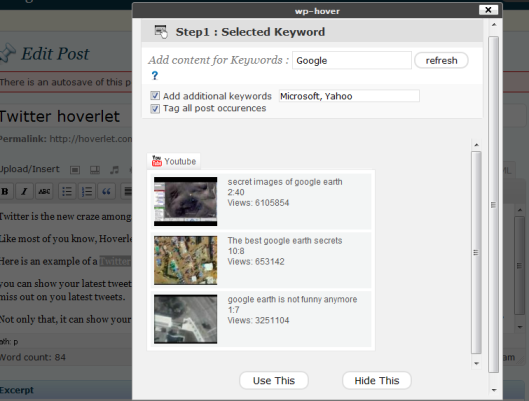 wp-hover
X
Step1 : Selected Keyword
Add content for Keywords : Google refresh
?
Add additional keywords Microsoft, Yahoo
Tag all post occurences
Youtube
secret images of google earth
2:40
Views: 6105854
The best google earth secrets
10:8
Views: 653142
google earth is not funny anymore
1:7
Views: 3251104
Use This Hide This
Edit Post
There is an autosave of this p
Twitter hoverlet
Permalink: http://hoverlet.com
Upload/Insert
B I ABC
Twitter is the new craze among
Like most of you know, Hoverle
Here is an example of a Twitter
you can show your latest tweet
miss out on you latest tweets.
Not only that, it can show your
ath: p
Word count: 84
Excerpt